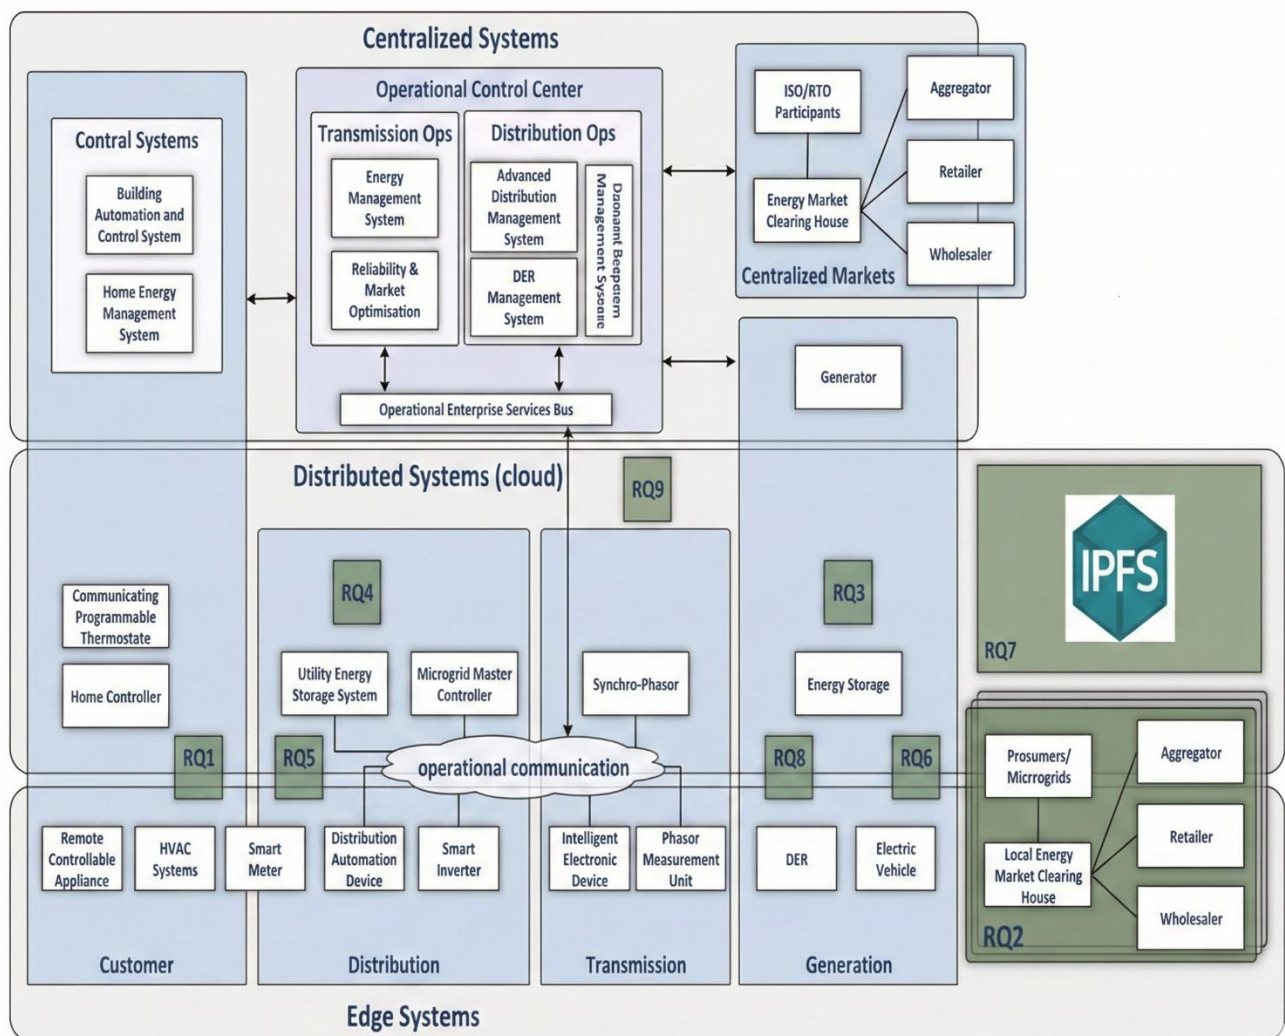 Centralized Systems
Contral Systems
Building
Automation and
Control System
Home Energy
Management
System
Operational Control Center
Transmission Ops
Energy
Management
System
Reliability &
Market
Optimisation
Distribution Ops
Advanced
Distribution
Management
System
DER
Management
System
Management
Operational Enterprise Services Bus
ISO/RTO
Participants
Energy Market
Clearing House
Aggregator
Retailer
Wholesaler
Centralized Markets
Generator
Distributed Systems (cloud)
RQ9
RQ4
RQ3
IPFS
RQ7
Communicating
Programmable
Thermostate
Home Controller
Utility Energy
Storage System
Microgrid Master
Controller
Synchro-Phasor
Energy Storage
RQ1
RQ5
operational communication
RQ8
RQ6
Prosumers/
Microgrids
Local Energy
Market Clearing
House
Aggregator
Retailer
Wholesaler
RQ2
Remote
Controllable
Appliance
HVAC
Systems
Smart
Meter
Distribution
Automation
Device
Smart
Inverter
Intelligent
Electronic
Device
Phasor
Measurement
Unit
DER
Electric
Vehicle
Customer
Distribution
Transmission
Generation
Edge Systems